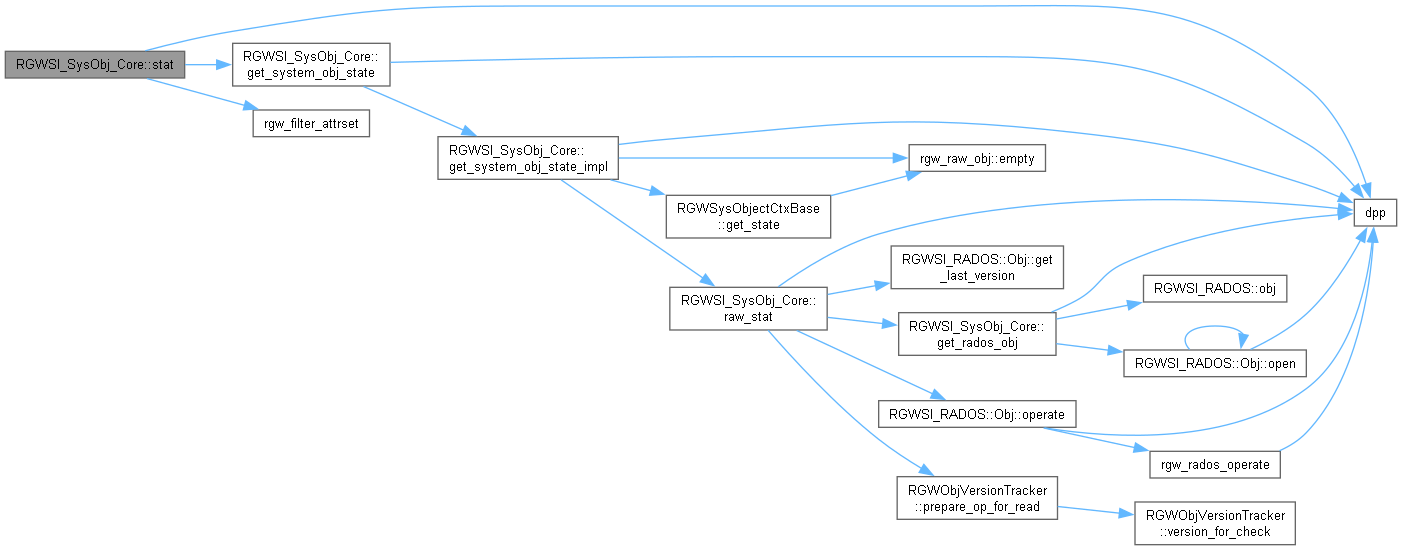 RGWSI_SysObj_Core::stat
RGWSI_SysObj_Core::
get_system_obj_state
rgw_filter_attrset
RGWSI_SysObj_Core::
get_system_obj_state_impl
rgw_raw_obj::empty
RGWSysObjectCtxBase
::get_state
dpp
RGWSI_RADOS::Obj::get
_last_version
RGWSI_SysObj_Core::
raw_stat
RGWSI_RADOS::obj
RGWSI_SysObj_Core::
get_rados_obj
RGWSI_RADOS::Obj::open
RGWSI_RADOS::Obj::operate
rgw_rados_operate
RGWObjVersionTracker
::prepare_op_for_read
RGWObjVersionTracker
::version_for_check